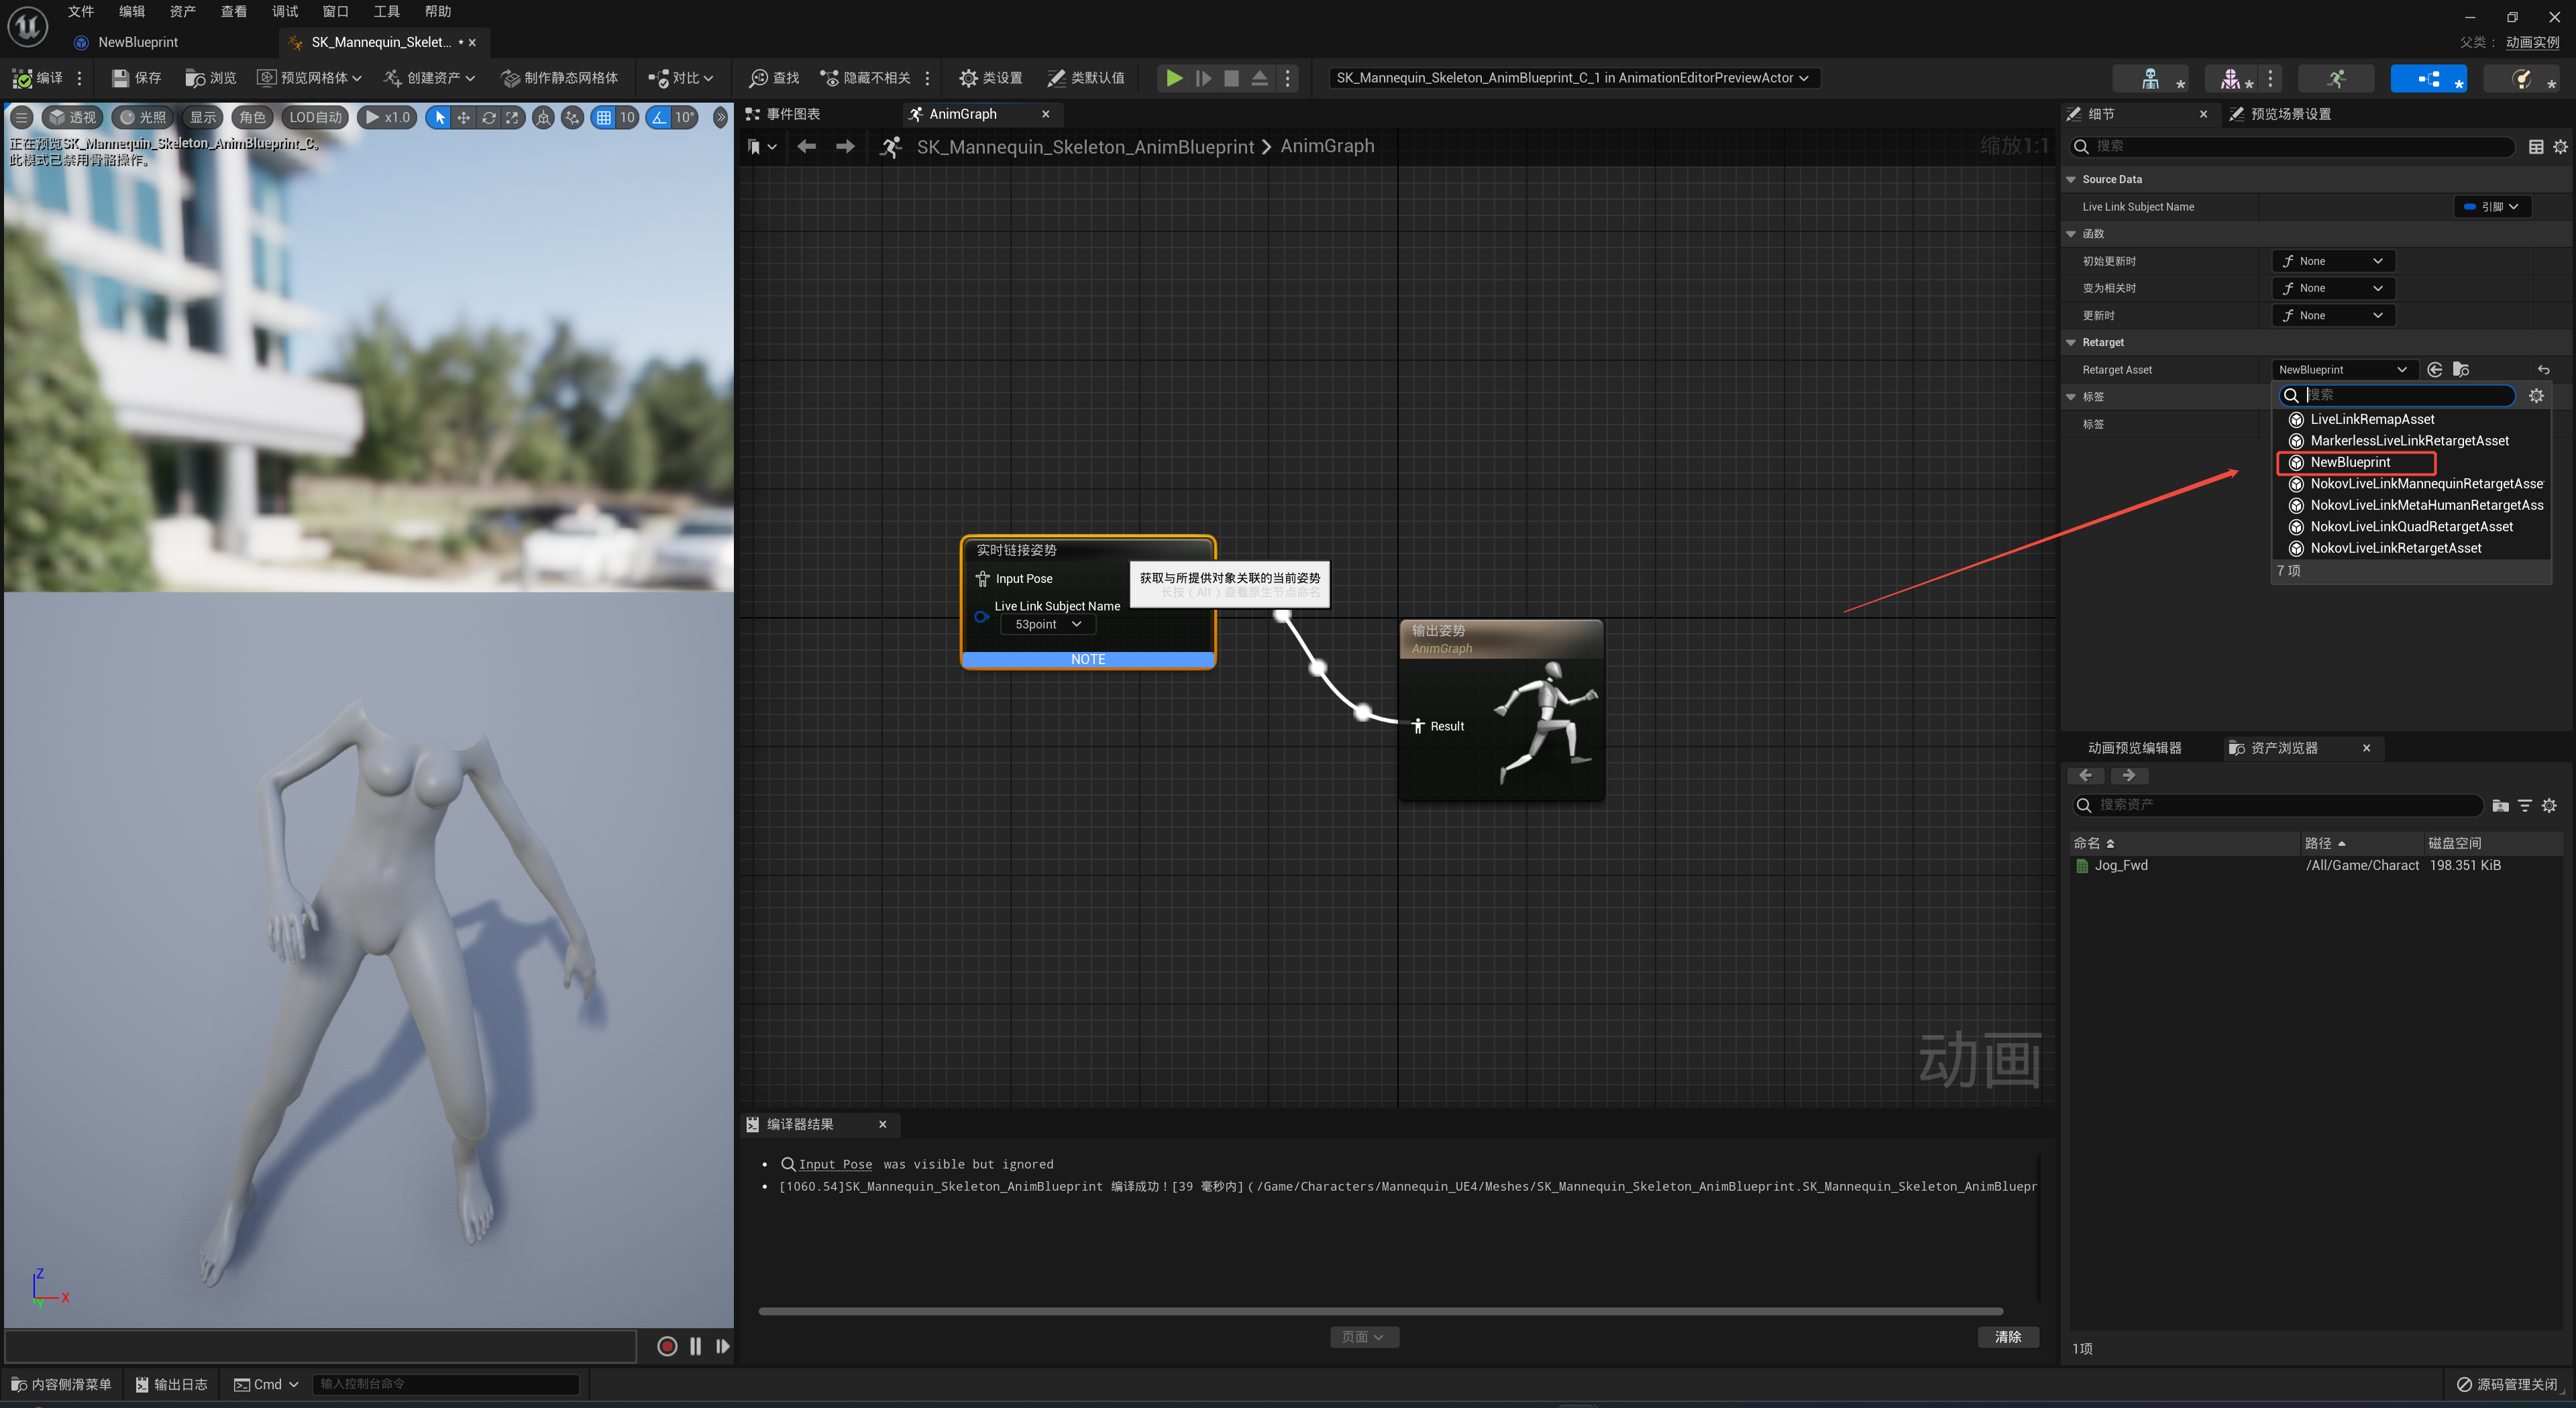 文件 编辑 资产 查看 调试 窗口 工具 帮助
NewBlueprint SK_Mannequin_Skelet... *
父类： 动画实例
编译 保存 浏览 预览网格体 创建资产 制作静态网格体 对比 查找 隐藏不相关 类设置 类默认值 SK_Mannequin_Skeleton_AnimBlueprint_C_1 in AnimationEditorPreviewActor
透视 光照 显示 角色 LOD自动 x1.0 10 10°
正在预览SK_Mannequin_Skeleton_AnimBlueprint_C。
此模式已禁用骨骼操作。
Z
X
Y
事件图表 AnimGraph
SK_Mannequin_Skeleton_AnimBlueprint AnimGraph 缩放1:1
实时链接姿势
Input Pose
Live Link Subject Name
53point
NOTE
获取与所提供对象关联的当前姿势
长按（Alt）查看原生节点命名
输出姿势
AnimGraph
Result
动画
编译器结果
Input Pose was visible but ignored
[1060.54]SK_Mannequin_Skeleton_AnimBlueprint 编译成功！[39 毫秒内]（/Game/Characters/Mannequin_UE4/Meshes/SK_Mannequin_Skeleton_AnimBlueprint.SK_Mannequin_Skeleton_AnimBluepr
页面 清除
细节 预览场景设置
搜索
Source Data
Live Link Subject Name 引脚
函数
初始更新时 None
变为相关时 None
更新时 None
Retarget
Retarget Asset NewBlueprint
标签
标签
搜索
LiveLinkRemapAsset
MarkerlessLiveLinkRetargetAsset
NewBlueprint
NokovLiveLinkMannequinRetargetAsse
NokovLiveLinkMetaHumanRetargetAss
NokovLiveLinkQuadRetargetAsset
NokovLiveLinkRetargetAsset
7 项
动画预览编辑器 资产浏览器
搜索资产
命名 路径 磁盘空间
Jog_Fwd /All/Game/Charact 198.351 KiB
1项
内容侧滑菜单 输出日志 Cmd 输入控制台命令 源码管理关闭